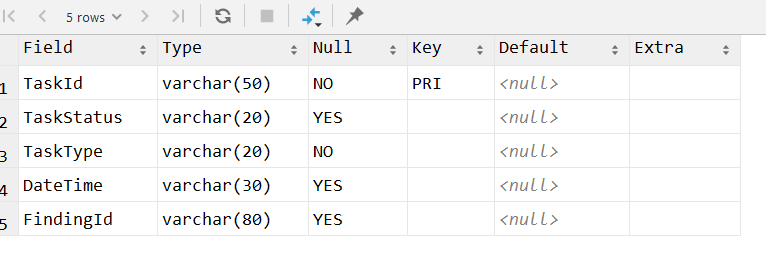 5 rows
Field Type Null Key Default Extra
1 TaskId varchar(50) NO PRI <null>
2 TaskStatus varchar(20) YES <null>
3 TaskType varchar(20) NO <null>
4 DateTime varchar(30) YES <null>
5 FindingId varchar(80) YES <null>